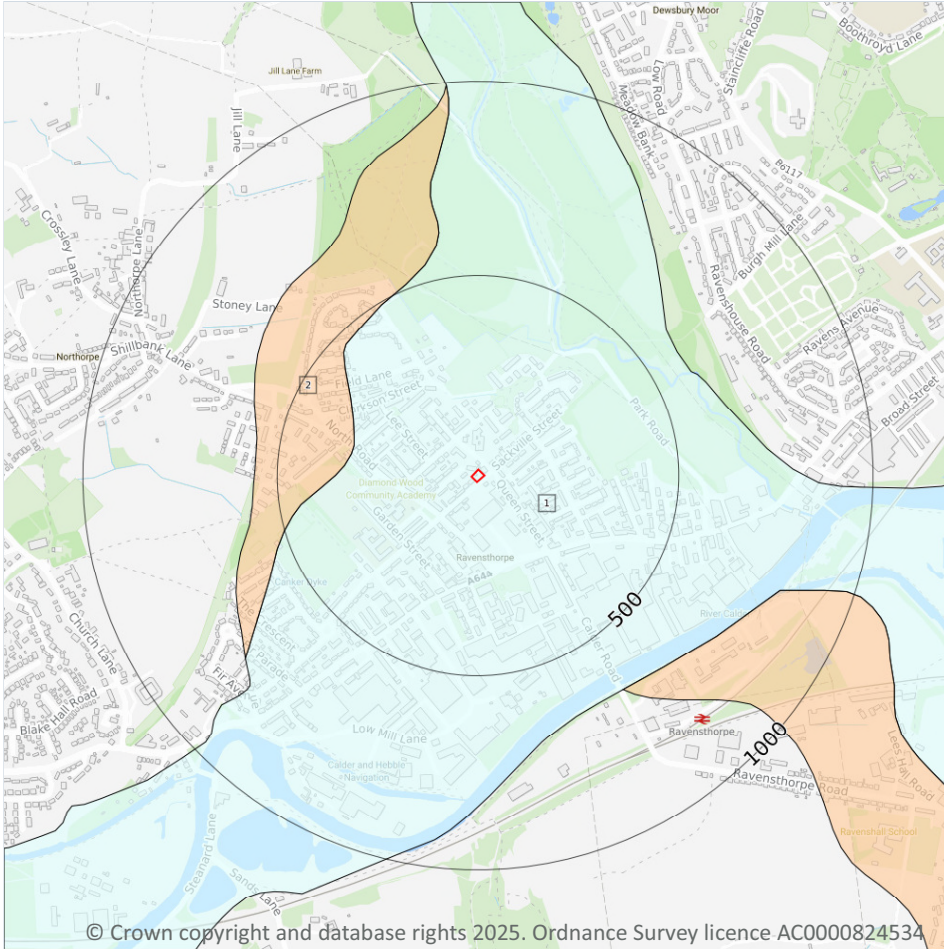 Dewsbury Moor
Boothroyd Lane
Staincliffe Road
Low Road
Meadow Bank
Jill Lane Farm
Jill Lane
B6117
Crossley Lane
Northorpe Lane
Burgh Mill Lane
Ravenshouse Road
Stoney Lane
Ravens Avenue
Shillbank Lane
Northorpe
2
Field Lane
Broad Street
Lee Street
Park Road
Sackville Street
Diamond Wood
Community Academy
Queen Street
1
Garden Street
Ravensthorpe
A644
Canker Dyke
The Crescent
500
River Calder
Church Lane
Calder Road
Parade
Fir Ave
Blake Hall Road
Low Mill Lane
Ravensthorpe
1000
Lees Hall Road
Calder and Hebble
Navigation
Ravensthorpe Road
Ravenshall School
Steanard Lane
Sands Lane
© Crown copyright and database rights 2025. Ordnance Survey licence AC0000824534